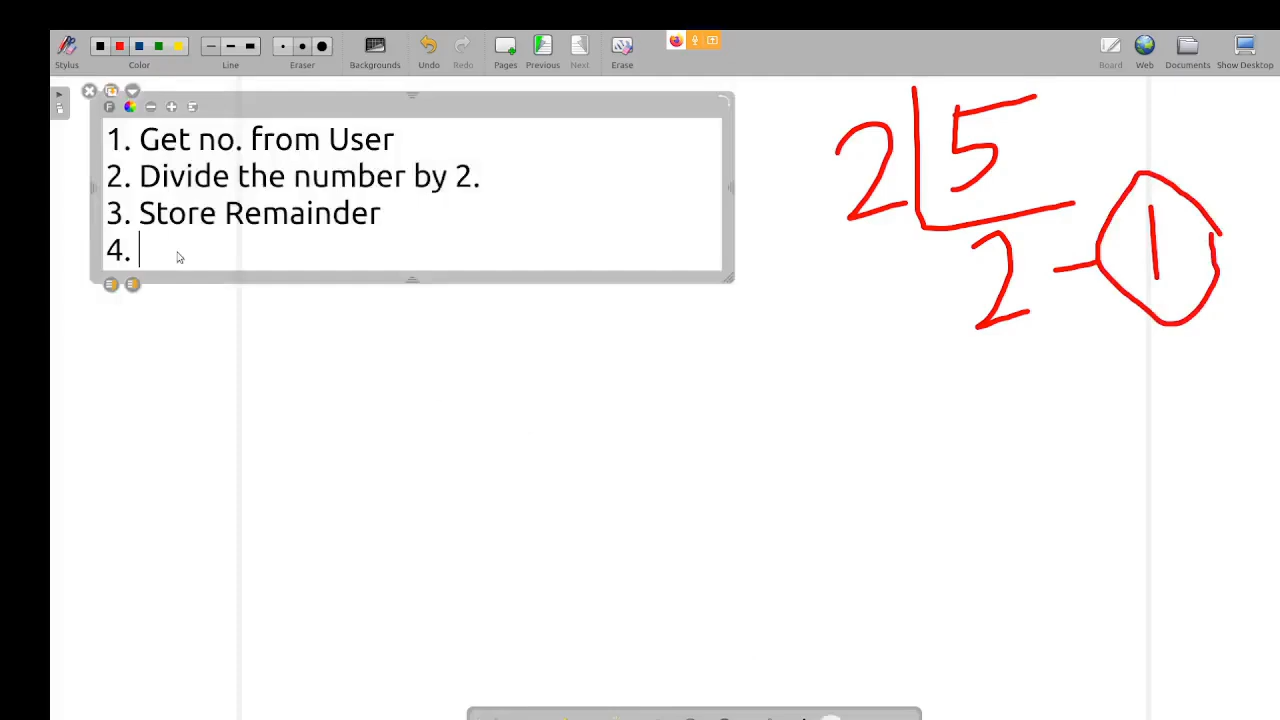 Stylus Color Line Eraser Backgrounds Undo Redo Pages Previous Next Erase Board Web Documents Show Desktop
F
1. Get no. from User
2. Divide the number by 2.
3. Store Remainder
4.
2 5
2 - 1